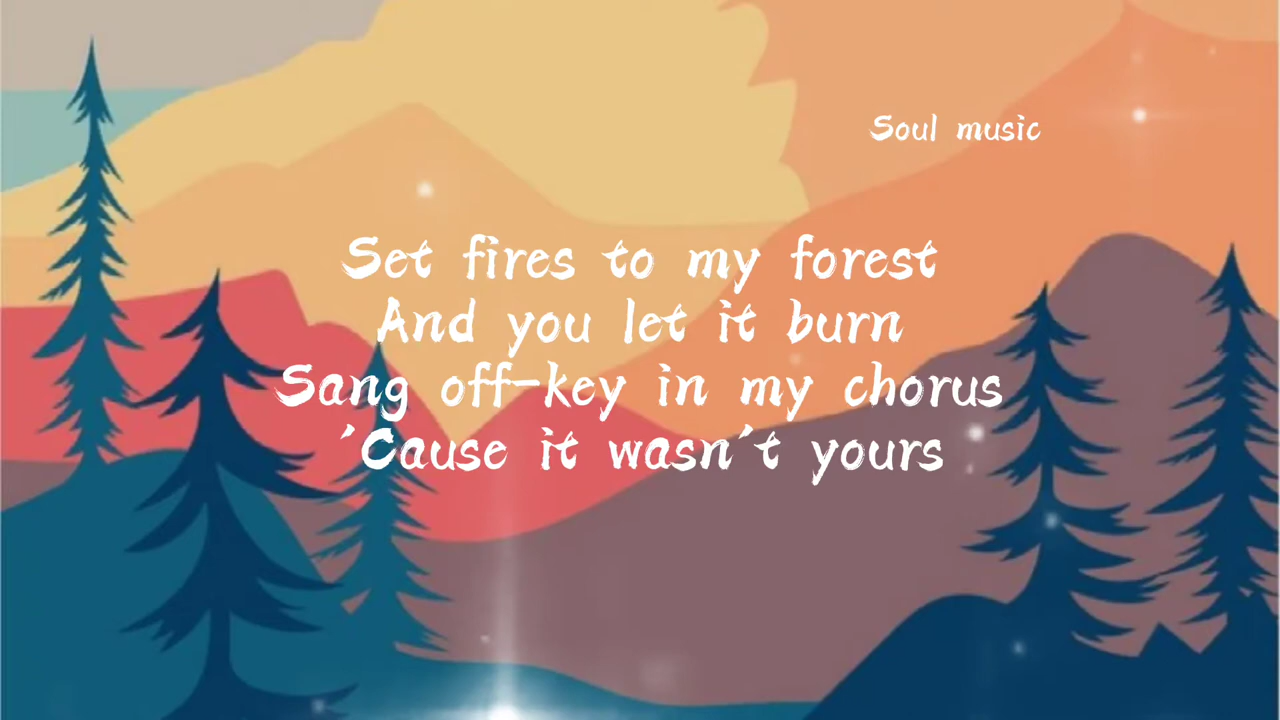 Soul music
Set fires to my forest
And you let it burn
Sang off-key in my chorus
'Cause it wasn't yours